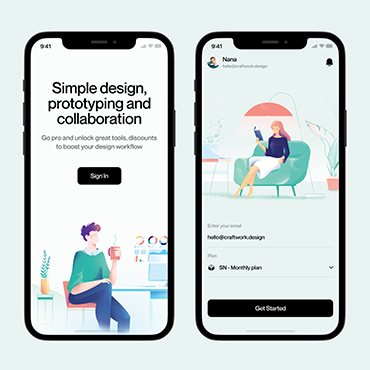 9:41
Simple design,
prototyping and
collaboration
Go pro and unlock great tools, discounts
to boost your design workflow
Sign In
9:41
Nana
hello@craftwork.design
Enter your email
hello@craftwork.design
Plan
SN - Monthly plan
Get Started